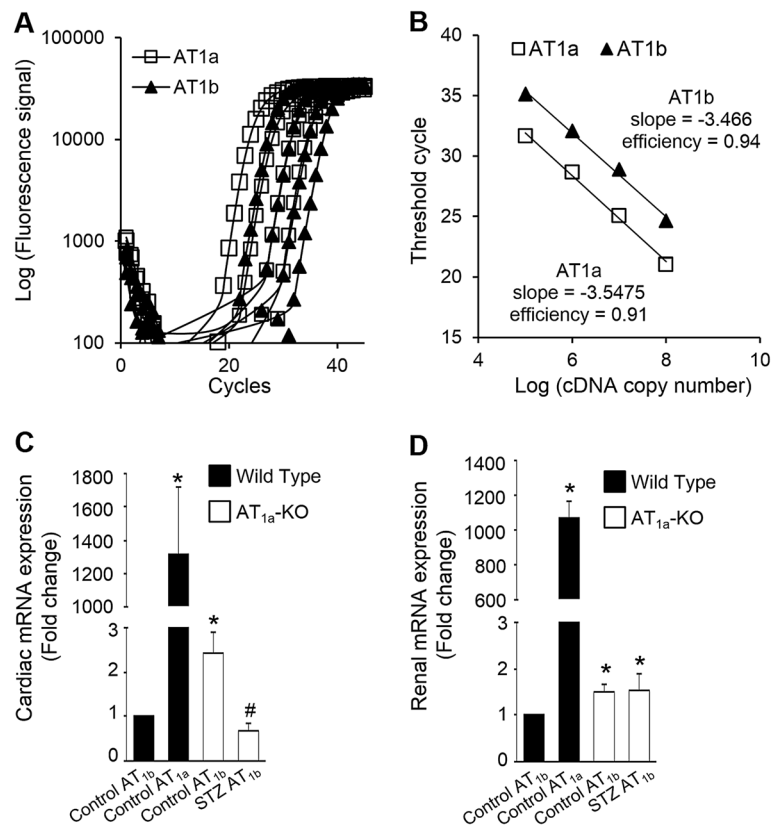 A
AT1a
AT1b
Log (Fluorescence signal)
100000
10000
1000
100
0
20
40
Cycles
B
AT1a
AT1b
Threshold cycle
40
35
30
25
20
15
AT1b
slope = -3.466
efficiency = 0.94
AT1a
slope = -3.5475
efficiency = 0.91
4
6
8
10
Log (cDNA copy number)
C
Wild Type
AT1a-KO
Cardiac mRNA expression
(Fold change)
1800
1600
1400
1200
1000
3
2
1
0
*
*
#
Control AT1b
Control AT1a
Control AT1b
STZ AT1b
D
Wild Type
AT1a-KO
Renal mRNA expression
(Fold change)
1400
1200
1000
800
600
3
2
1
0
*
*
*
Control AT1b
Control AT1a
Control AT1b
STZ AT1b